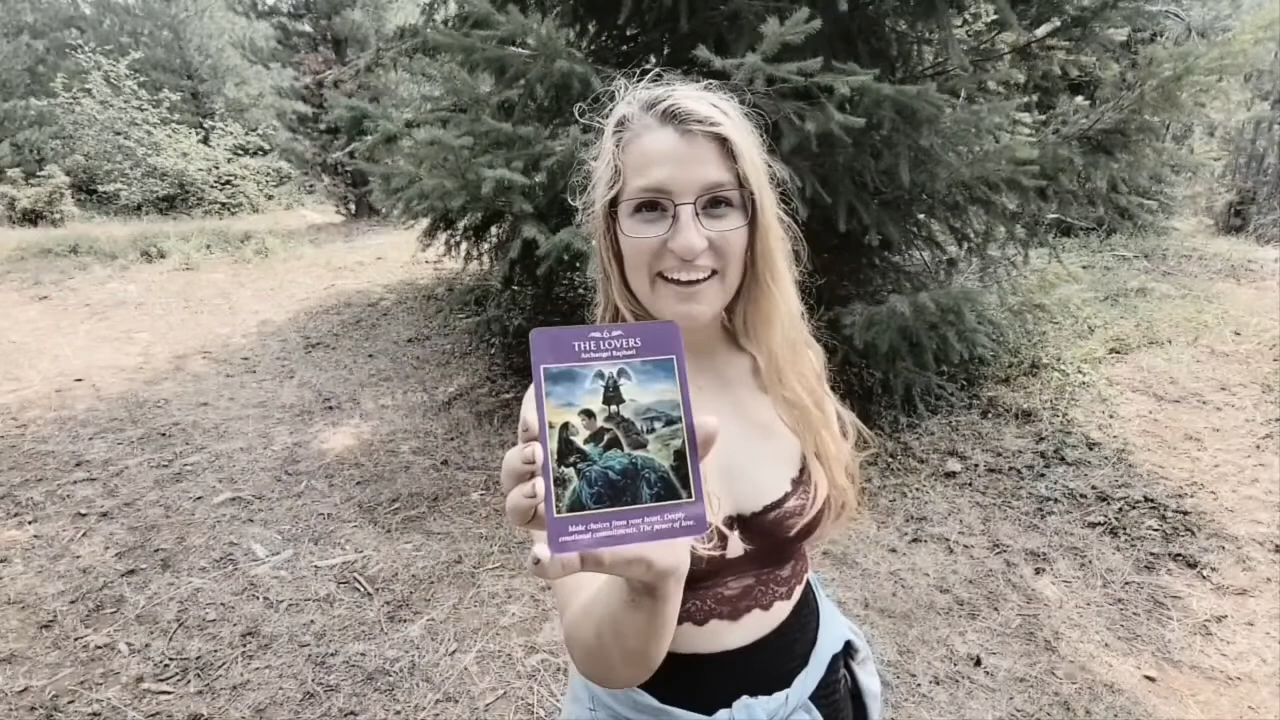 6
THE LOVERS
Archangel Raphael
Make choices from your heart. Deeply
emotional commitments. The power of love.